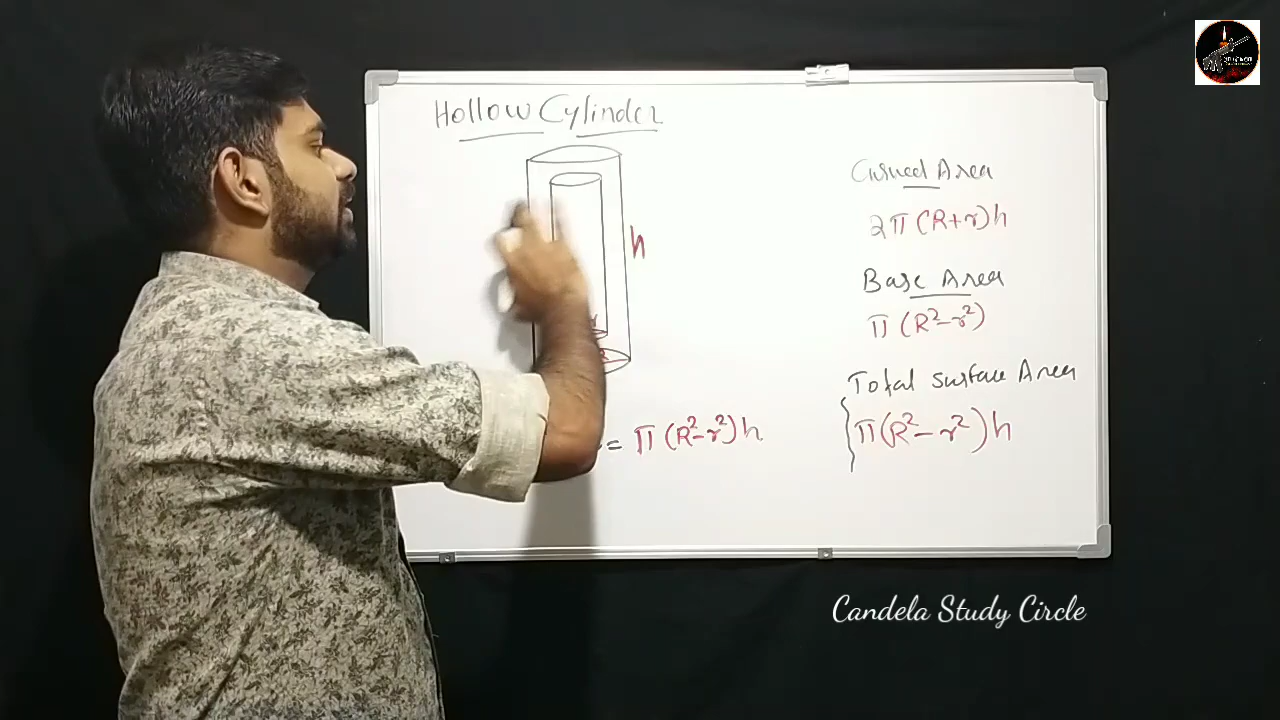 Hollow Cylinder
h
= π(R²-r²)h
Curved Area
2π(R+r)h
Base Area
π(R²-r²)
Total Surface Area
π(R²-r²)h
Candela Study Circle